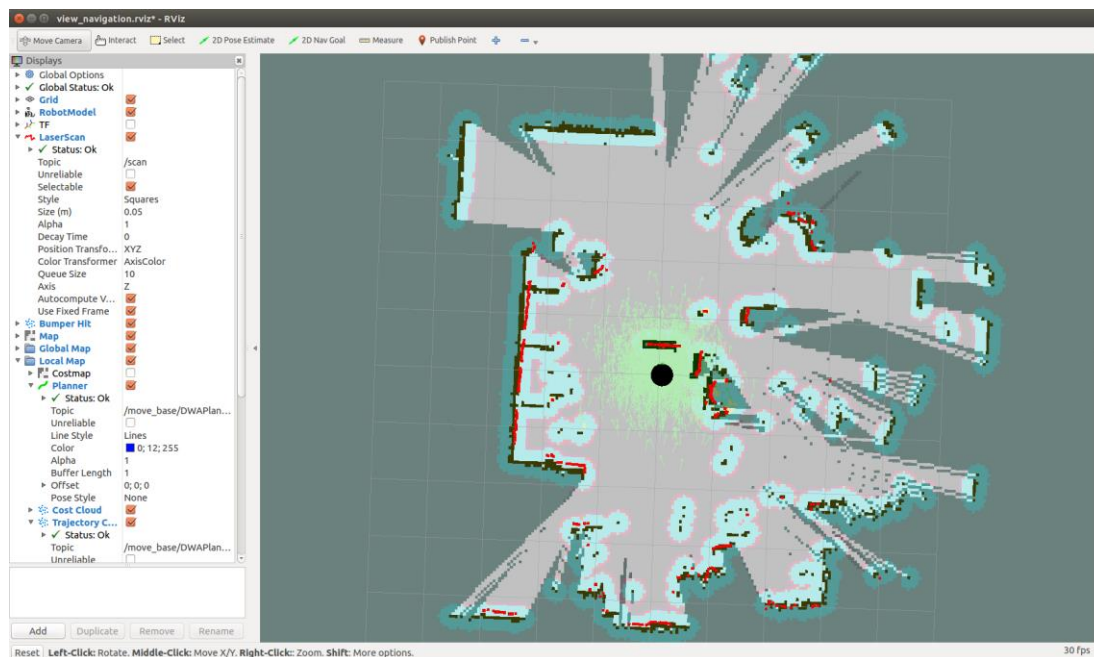 view_navigation.rviz* - RViz
Move Camera Interact Select 2D Pose Estimate 2D Nav Goal Measure Publish Point
Displays
Global Options
Global Status: Ok
Grid
RobotModel
TF
LaserScan
Status: Ok
Topic /scan
Unreliable
Selectable
Style Squares
Size (m) 0.05
Alpha 1
Decay Time 0
Position Transfo... XYZ
Color Transformer AxisColor
Queue Size 10
Axis Z
Autocompute V...
Use Fixed Frame
Bumper Hit
Map
Global Map
Local Map
Costmap
Planner
Status: Ok
Topic /move_base/DWAPlan...
Unreliable
Line Style Lines
Color 0; 12; 255
Alpha 1
Buffer Length 1
Offset 0; 0; 0
Pose Style None
Cost Cloud
Trajectory C...
Status: Ok
Topic /move_base/DWAPlan...
Unreliable
Add Duplicate Remove Rename
Reset Left-Click: Rotate. Middle-Click: Move X/Y. Right-Click:: Zoom. Shift: More options. 30 fps